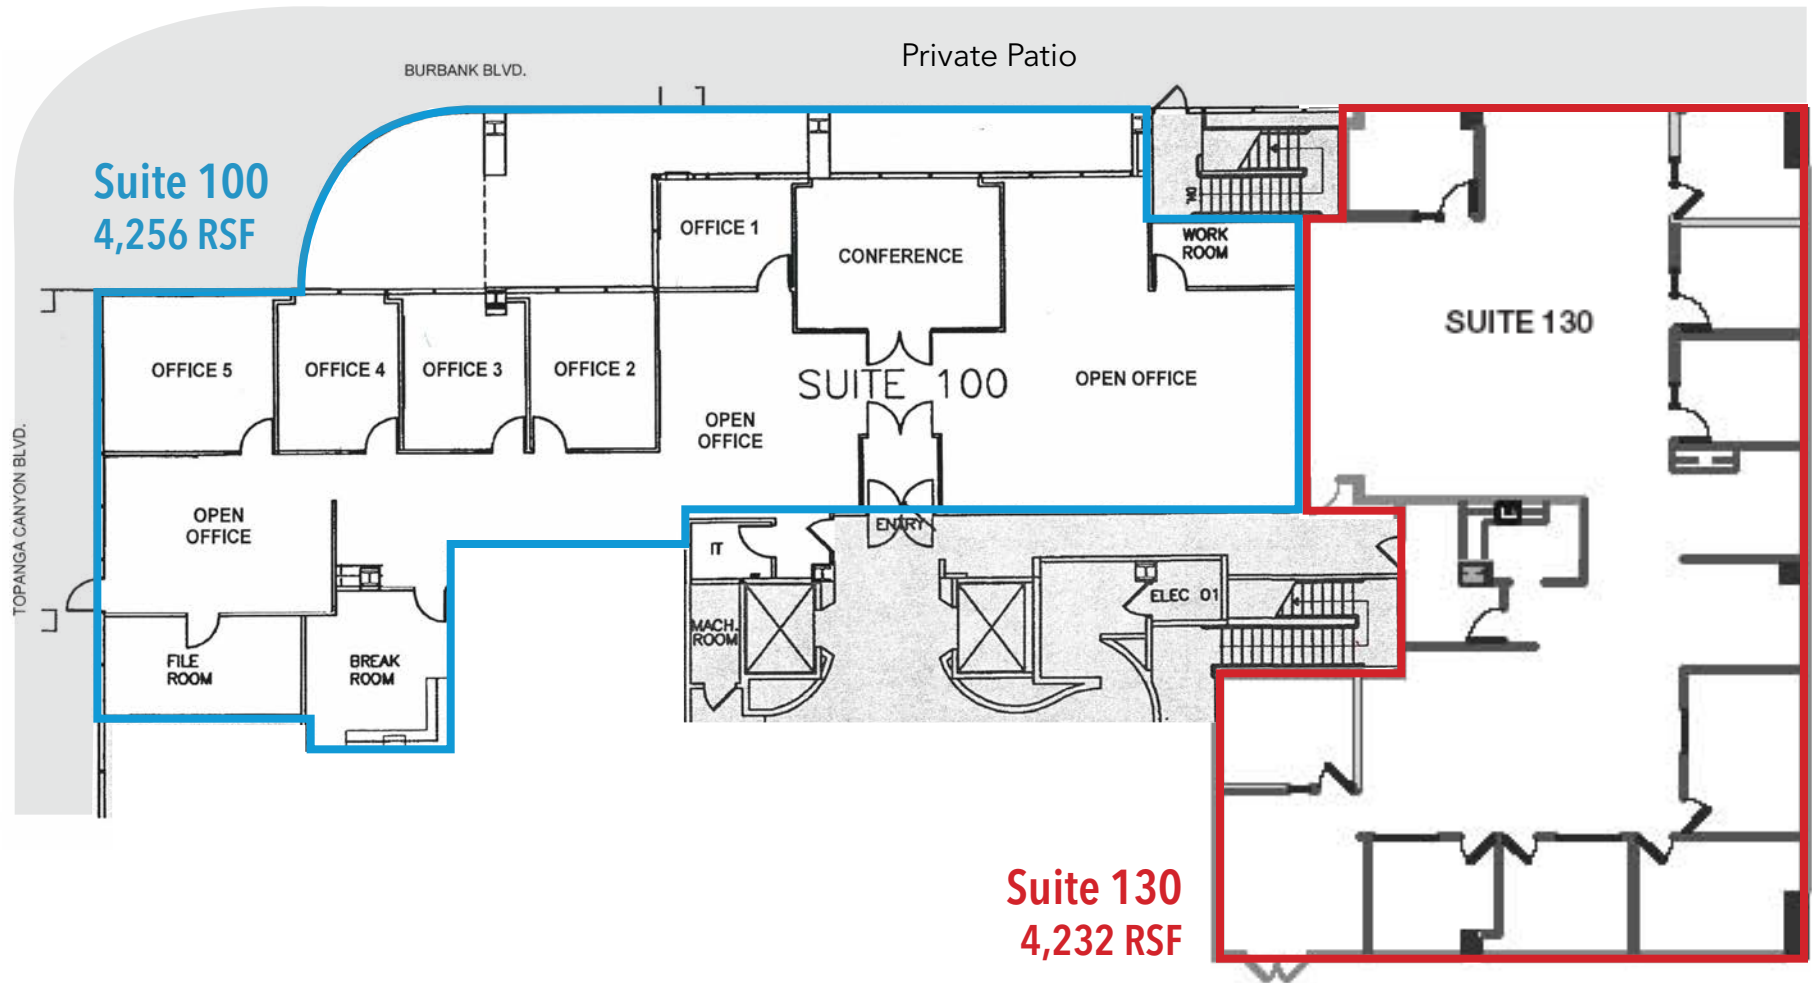 Private Patio
BURBANK BLVD.
Suite 100
4,256 RSF
DN.
OFFICE 1
WORK
ROOM
CONFERENCE
SUITE 130
OFFICE 5
OFFICE 4
OFFICE 3
OFFICE 2
SUITE 100
OPEN OFFICE
OPEN
OFFICE
TOPANGA CANYON BLVD.
OPEN
OFFICE
ENTRY
IT
ELEC 01
MACH.
ROOM
FILE
ROOM
BREAK
ROOM
Suite 130
4,232 RSF